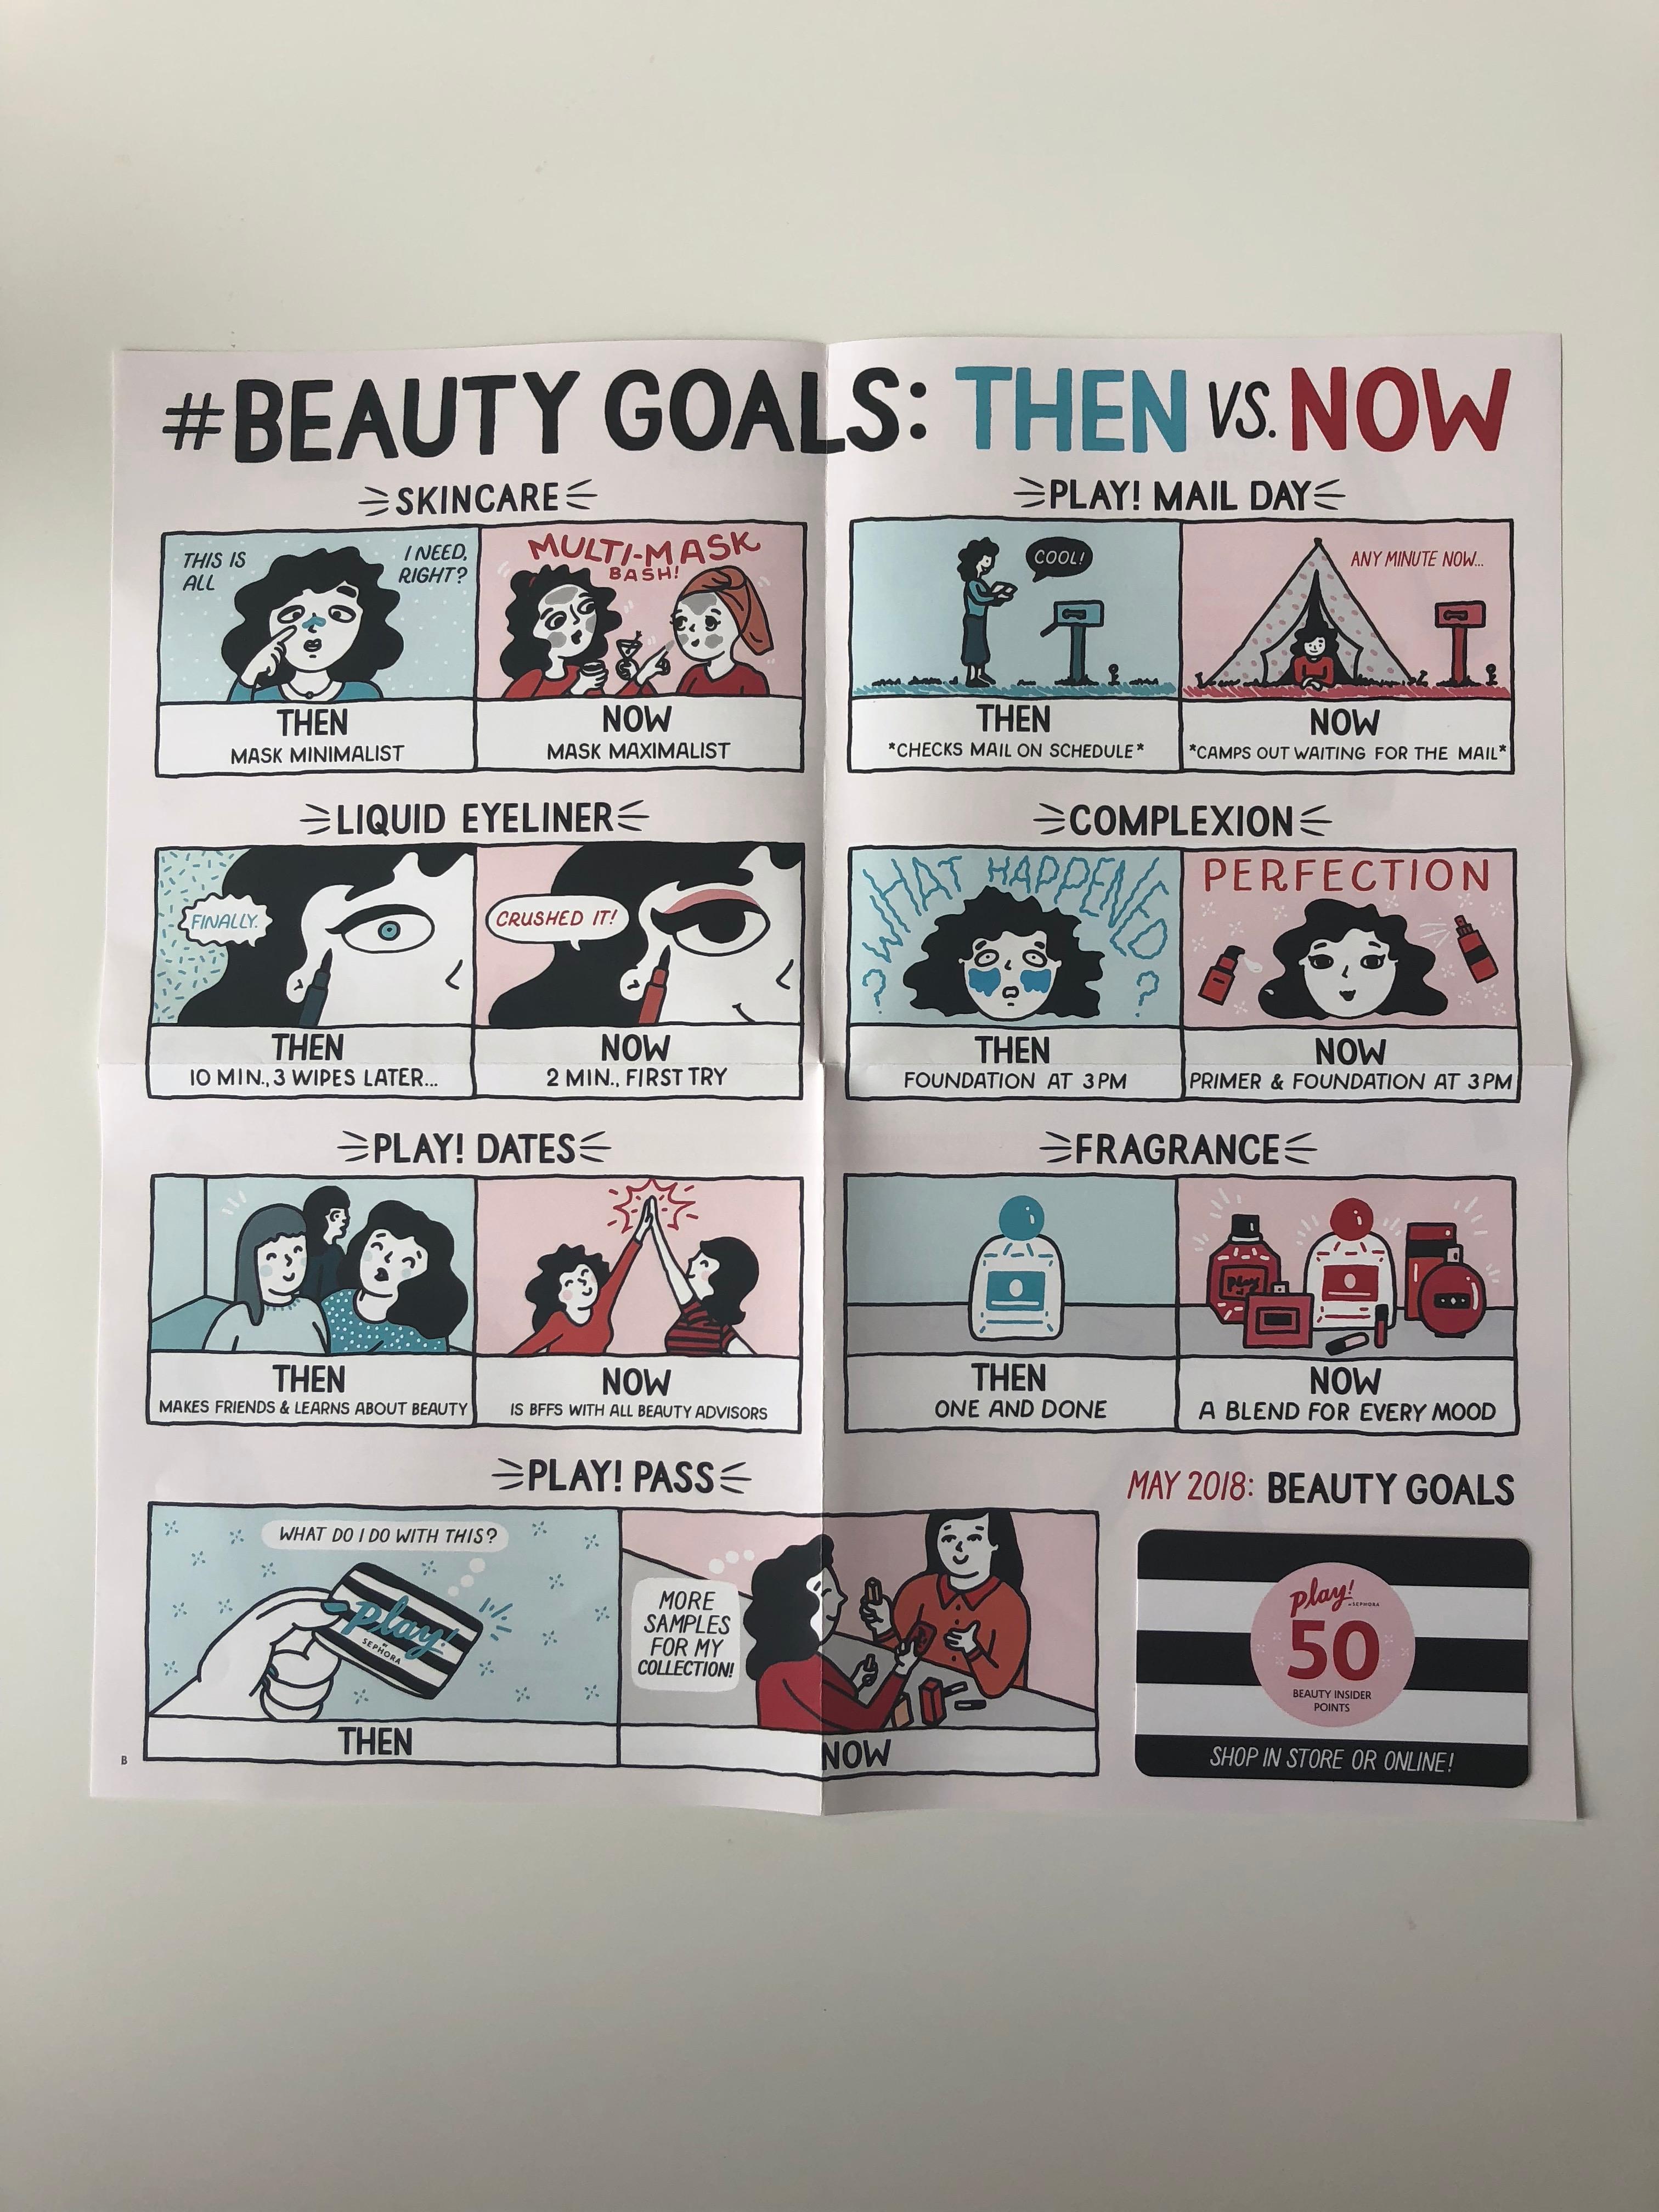 #BEAUTY GOALS: THEN VS. NOW
SKINCARE
THIS IS
ALL
I NEED,
RIGHT?
THEN
MASK MINIMALIST
MULTI-MASK
BASH!
NOW
MASK MAXIMALIST
PLAY! MAIL DAY
COOL!
THEN
*CHECKS MAIL ON SCHEDULE*
ANY MINUTE NOW...
NOW
*CAMPS OUT WAITING FOR THE MAIL*
LIQUID EYELINER
FINALLY.
THEN
10 MIN., 3 WIPES LATER...
CRUSHED IT!
NOW
2 MIN., FIRST TRY
COMPLEXION
? WHAT HAPPENED ?
THEN
FOUNDATION AT 3PM
PERFECTION
NOW
PRIMER & FOUNDATION AT 3PM
PLAY! DATES
THEN
MAKES FRIENDS & LEARNS ABOUT BEAUTY
NOW
IS BFFS WITH ALL BEAUTY ADVISORS
FRAGRANCE
THEN
ONE AND DONE
Play
NOW
A BLEND FOR EVERY MOOD
PLAY! PASS
WHAT DO I DO WITH THIS?
play!
BY
SEPHORA
THEN
MORE
SAMPLES
FOR MY
COLLECTION!
NOW
MAY 2018: BEAUTY GOALS
play!
BY SEPHORA
50
BEAUTY INSIDER
POINTS
SHOP IN STORE OR ONLINE!
B